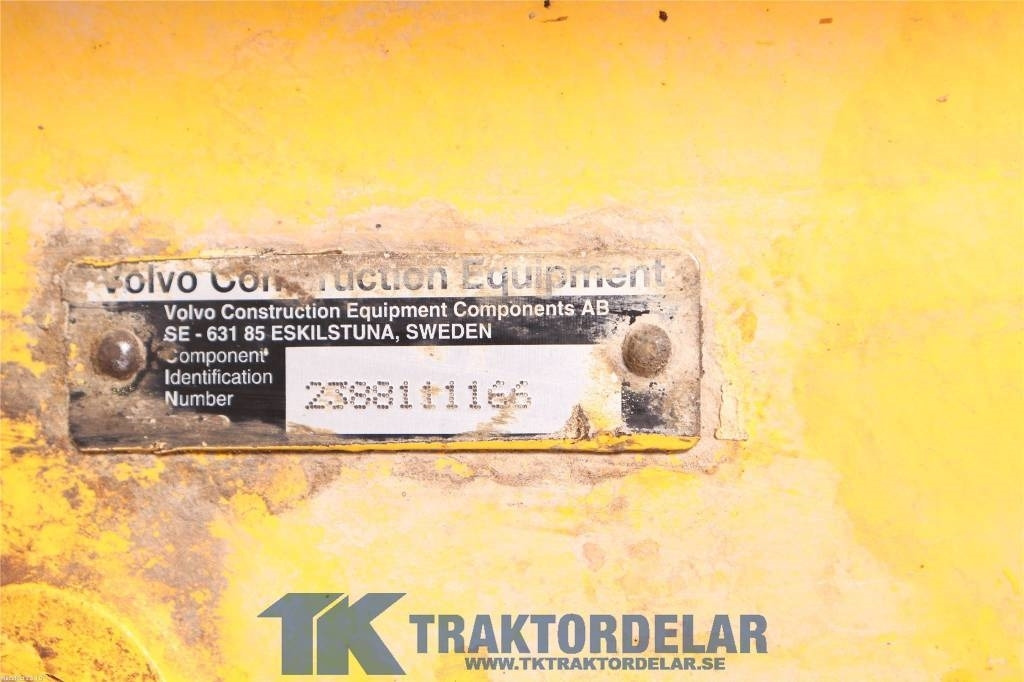 Volvo Construction Equipment
Volvo Construction Equipment Components AB
SE - 631 85 ESKILSTUNA, SWEDEN
Component
Identification
Number
TK TRAKTORDELAR
WWW.TKTRAKTORDELAR.SE